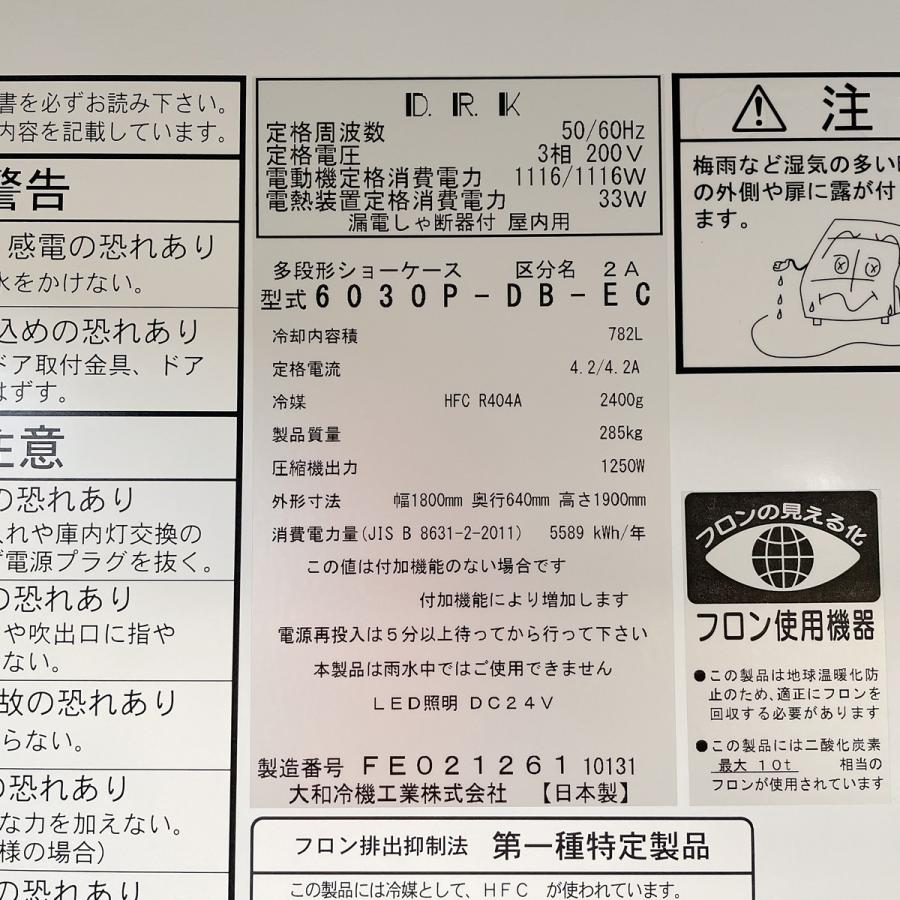 書を必ずお読み下さい。
内容を記載しています。
警告
感電の恐れあり
水をかけない。
込めの恐れあり
ドア取付金具、ドア
はずす。
注意
の恐れあり
入れや庫内灯交換の
ず電源プラグを抜く。
の恐れあり
や吹出口に指や
ない。
故の恐れあり
らない。
の恐れあり
な力を加えない。
様の場合）
の恐れあり
D.R.K
定格周波数 50/60Hz
定格電圧 3相 200V
電動機定格消費電力 1116/1116W
電熱装置定格消費電力 33W
漏電しゃ断器付 屋内用
多段形ショーケース 区分名 2A
型式 6030P-DB-EC
冷却内容積 782L
定格電流 4.2/4.2A
冷媒 HFC R404A 2400g
製品質量 285kg
圧縮機出力 1250W
外形寸法 幅1800mm 奥行640mm 高さ1900mm
消費電力量(JIS B 8631-2-2011) 5589 kWh/年
この値は付加機能のない場合です
付加機能により増加します
電源再投入は５分以上待ってから行って下さい
本製品は雨水中ではご使用できません
ＬＥＤ照明 ＤＣ２４Ｖ
製造番号 FE021261 10131
大和冷機工業株式会社 【日本製】
フロン排出抑制法 第一種特定製品
この製品には冷媒として、ＨＦＣ が使われています。
注
梅雨など湿気の多い
の外側や扉に露が付
ます。
フロンの見える化
フロン使用機器
●この製品は地球温暖化防
止のため、適正にフロンを
回収する必要があります
●この製品には二酸化炭素
最大 10t 相当の
フロンが使用されています